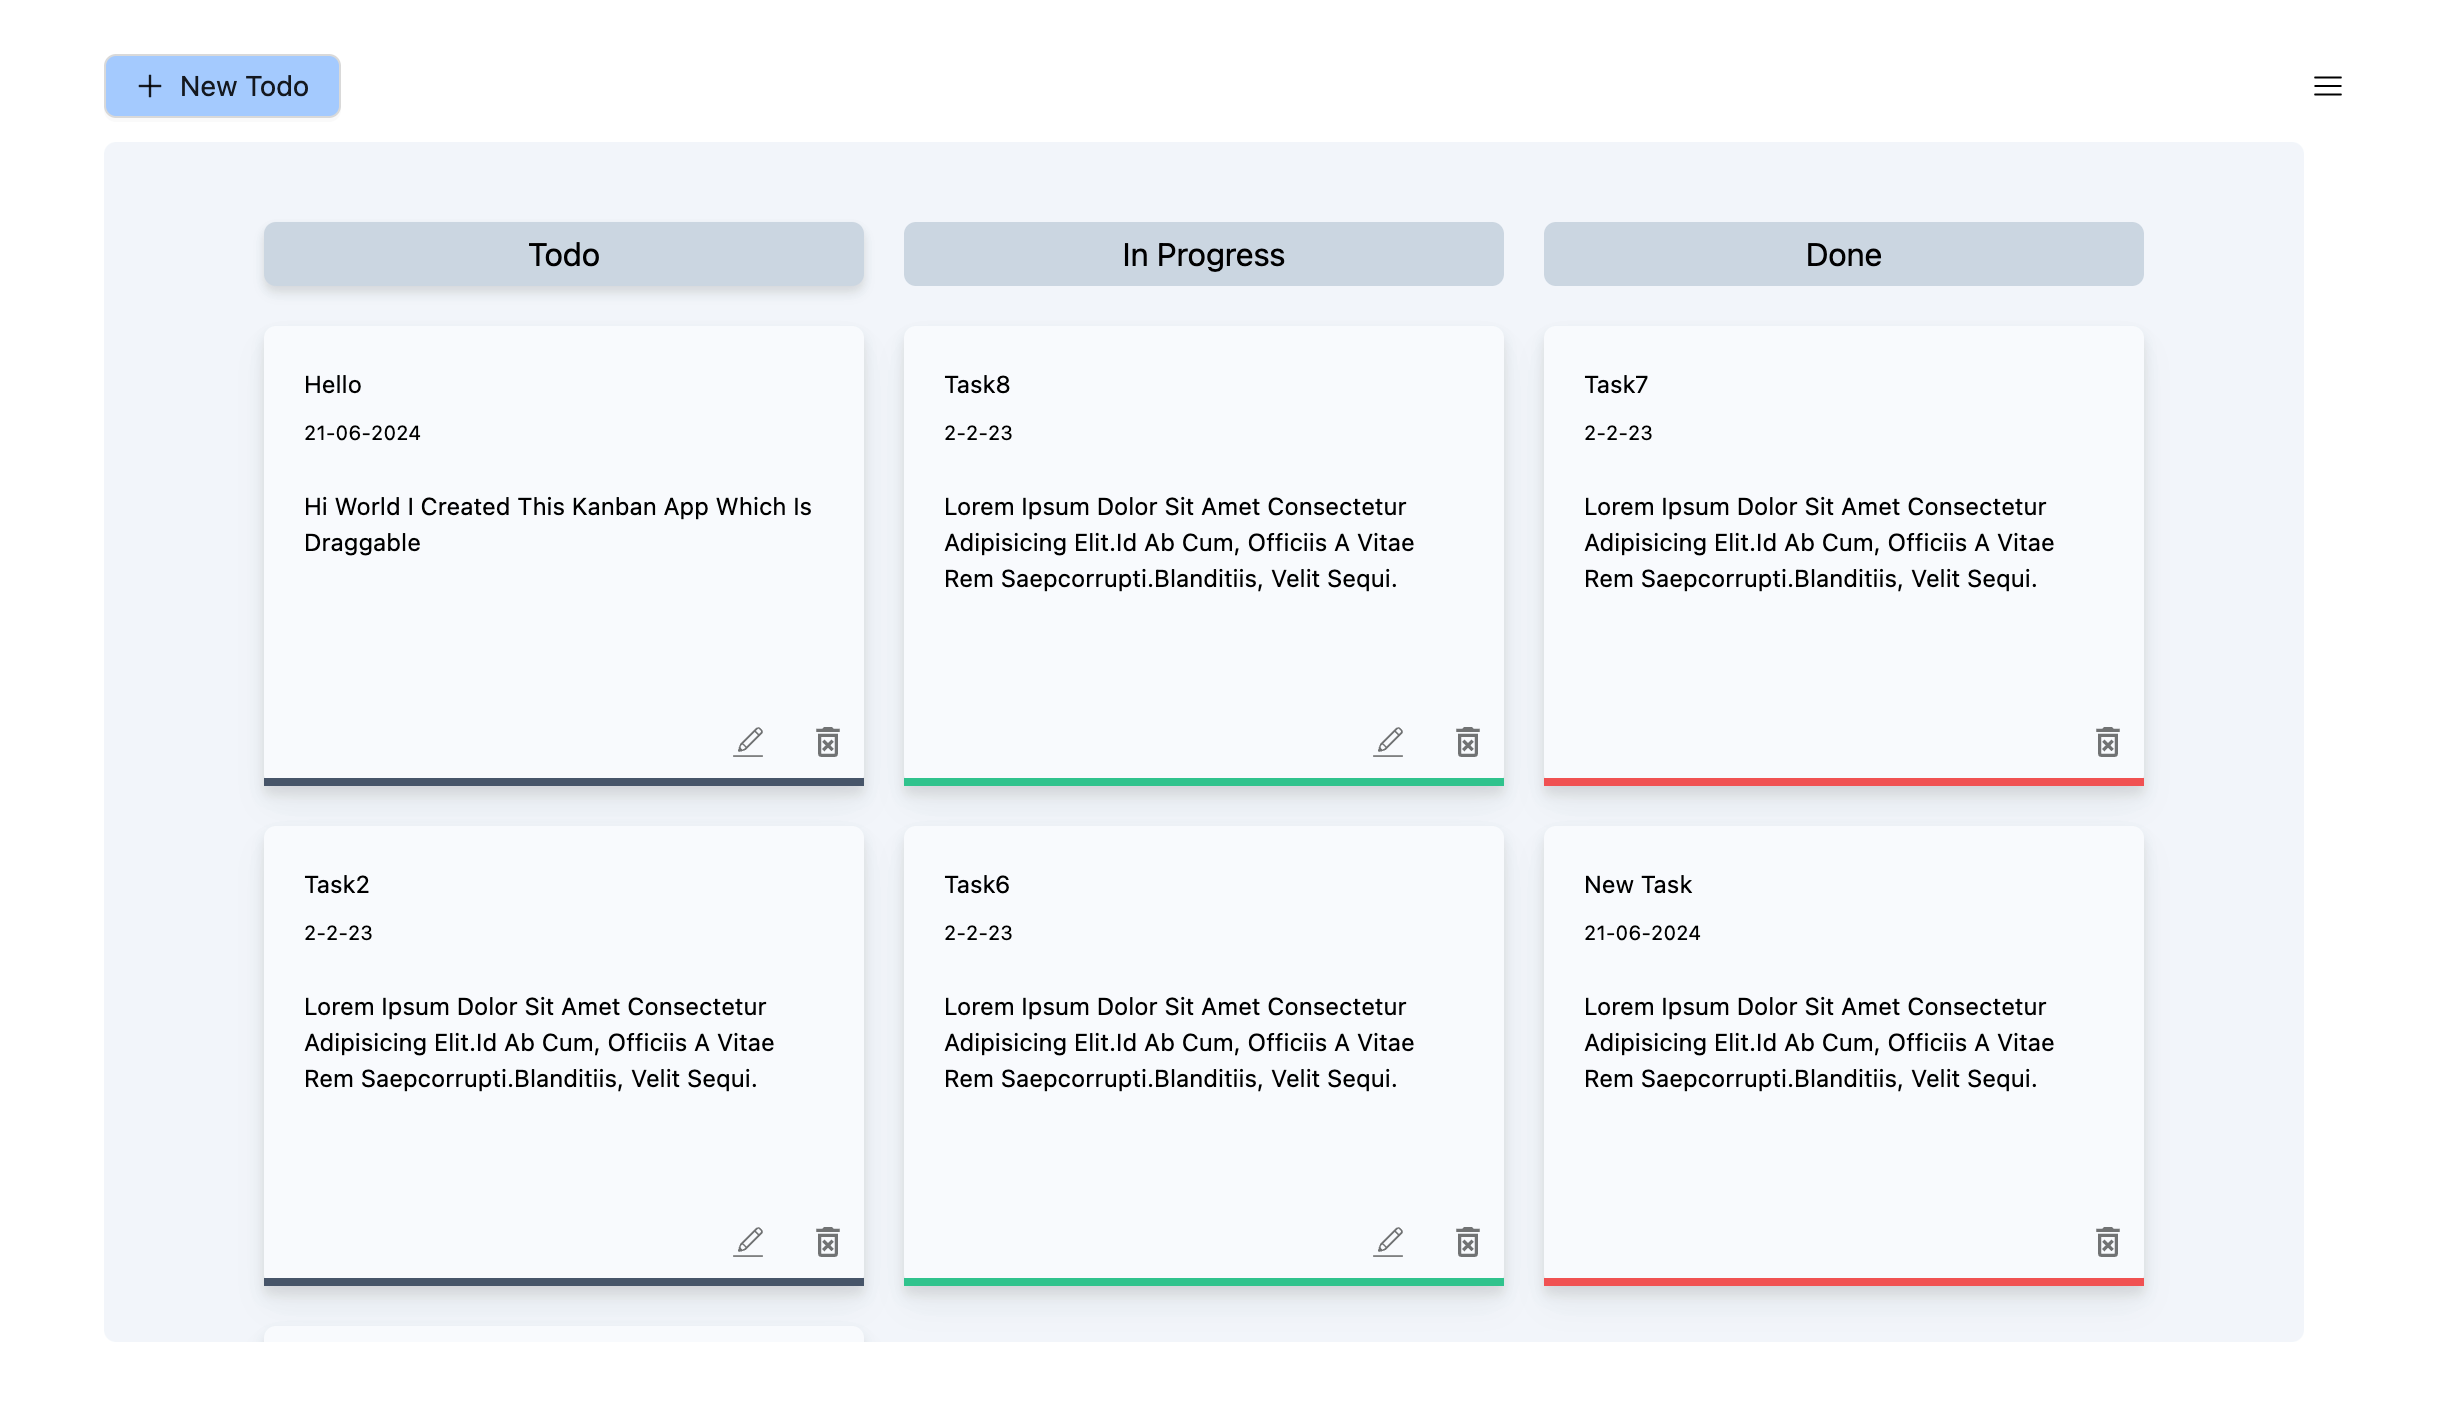 New Todo
Todo
In Progress
Done
Hello
21-06-2024
Hi World I Created This Kanban App Which Is
Draggable
Task8
2-2-23
Lorem Ipsum Dolor Sit Amet Consectetur
Adipisicing Elit.Id Ab Cum, Officiis A Vitae
Rem Saepcorrupti.Blanditiis, Velit Sequi.
Task7
2-2-23
Lorem Ipsum Dolor Sit Amet Consectetur
Adipisicing Elit.Id Ab Cum, Officiis A Vitae
Rem Saepcorrupti.Blanditiis, Velit Sequi.
Task2
2-2-23
Lorem Ipsum Dolor Sit Amet Consectetur
Adipisicing Elit.Id Ab Cum, Officiis A Vitae
Rem Saepcorrupti.Blanditiis, Velit Sequi.
Task6
2-2-23
Lorem Ipsum Dolor Sit Amet Consectetur
Adipisicing Elit.Id Ab Cum, Officiis A Vitae
Rem Saepcorrupti.Blanditiis, Velit Sequi.
New Task
21-06-2024
Lorem Ipsum Dolor Sit Amet Consectetur
Adipisicing Elit.Id Ab Cum, Officiis A Vitae
Rem Saepcorrupti.Blanditiis, Velit Sequi.